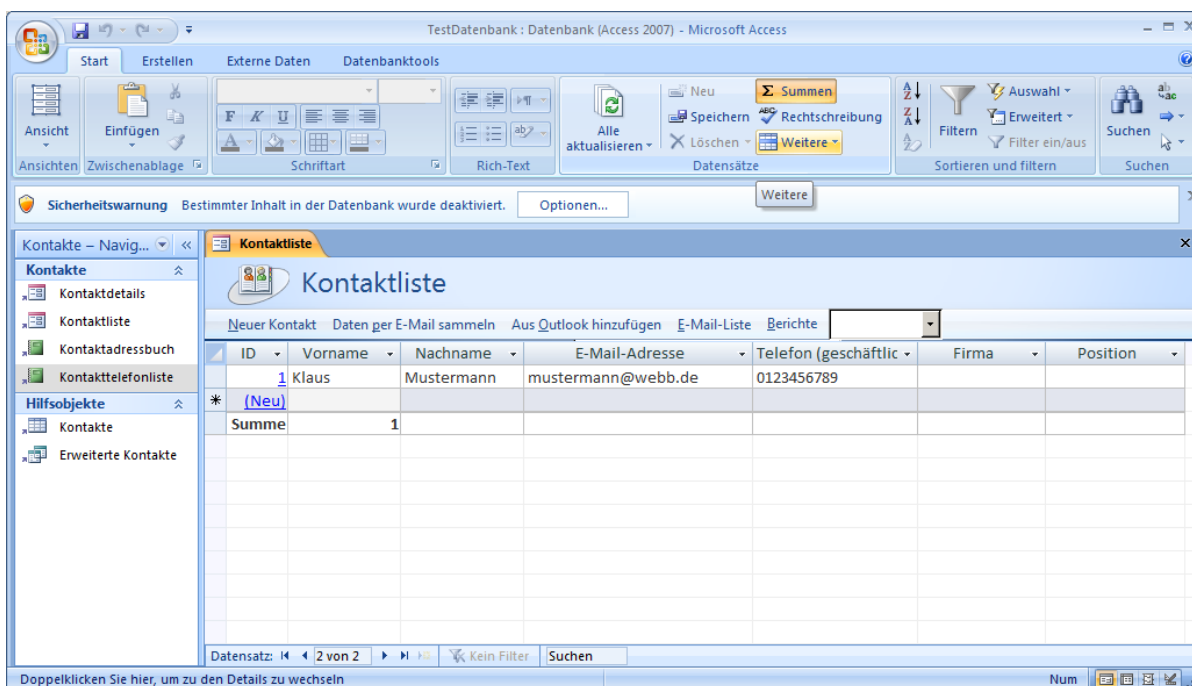 TestDatenbank : Datenbank (Access 2007) - Microsoft Access
Start Erstellen Externe Daten Datenbanktools
Ansicht
Ansichten
Einfügen
Zwischenablage
F K U
A
Schriftart
Rich-Text
Alle
aktualisieren
Neu
Speichern
Löschen
Σ Summen
Rechtschreibung
Weitere
Datensätze
Filtern
Auswahl
Erweitert
Filter ein/aus
Sortieren und filtern
Suchen
Suchen
Sicherheitswarnung Bestimmter Inhalt in der Datenbank wurde deaktiviert. Optionen...
Weitere
Kontakte – Navig...
Kontakte
Kontaktdetails
Kontaktliste
Kontaktadressbuch
Kontakttelefonliste
Hilfsobjekte
Kontakte
Erweiterte Kontakte
Kontaktliste
Kontaktliste
Neuer Kontakt Daten per E-Mail sammeln Aus Outlook hinzufügen E-Mail-Liste Berichte
ID Vorname Nachname E-Mail-Adresse Telefon (geschäftlic Firma Position
1 Klaus Mustermann mustermann@webb.de 0123456789
* (Neu)
Summe 1
Datensatz: 2 von 2 Kein Filter Suchen
Doppelklicken Sie hier, um zu den Details zu wechseln Num